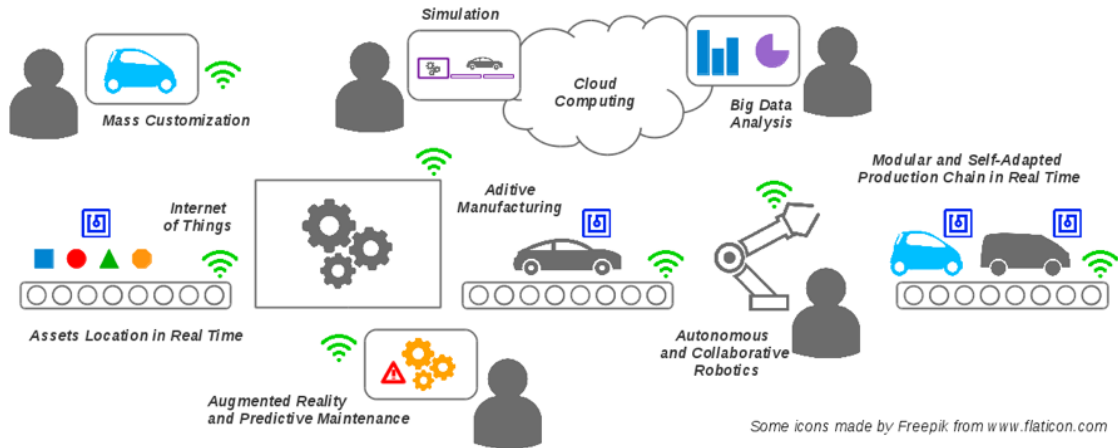 Simulation
Mass Customization
Cloud
Computing
Big Data
Analysis
Modular and Self-Adapted
Production Chain in Real Time
Internet
of Things
Aditive
Manufacturing
Assets Location in Real Time
Autonomous
and Collaborative
Robotics
Augmented Reality
and Predictive Maintenance
Some icons made by Freepik from www.flaticon.com